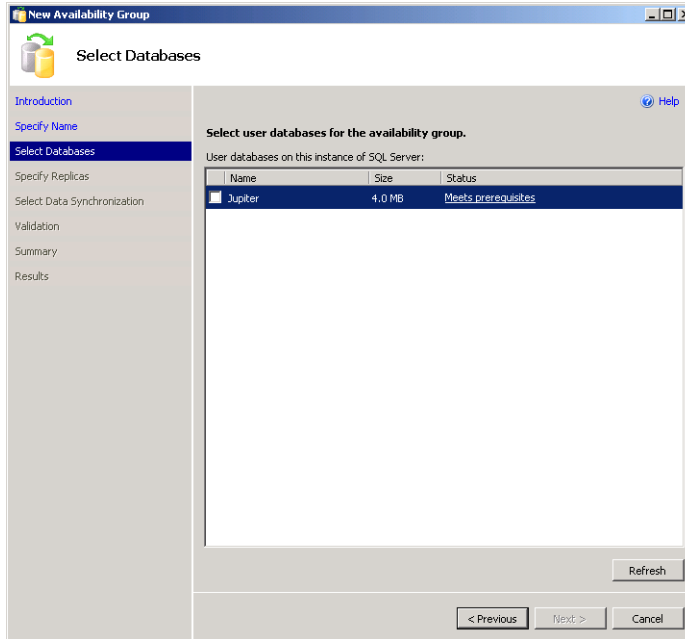 New Availability Group
Select Databases
Introduction
Specify Name
Select Databases
Specify Replicas
Select Data Synchronization
Validation
Summary
Results
Help
Select user databases for the availability group.
User databases on this instance of SQL Server:
Name Size Status
Jupiter 4.0 MB Meets prerequisites
Refresh
< Previous Next > Cancel